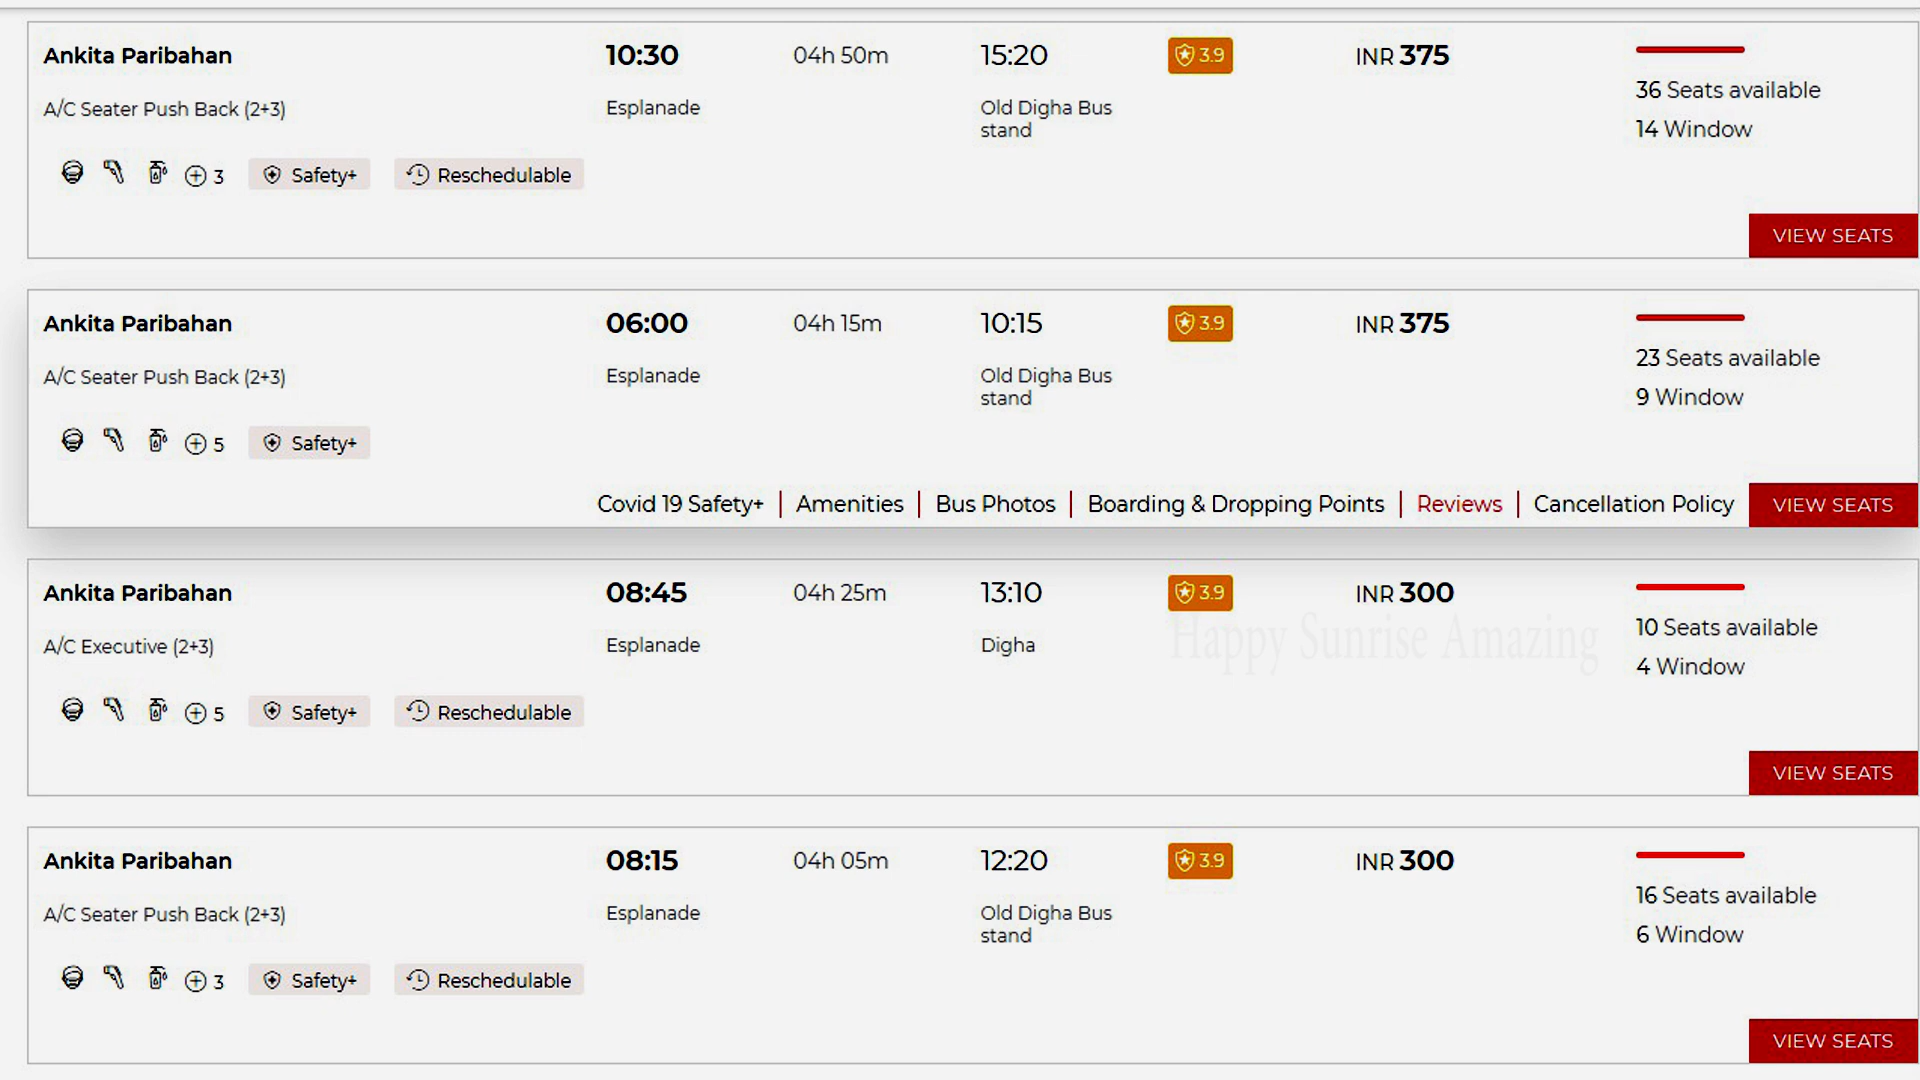 Ankita Paribahan 10:30 04h 50m 15:20 3.9 INR 375
36 Seats available
A/C Seater Push Back (2+3) Esplanade Old Digha Bus
stand
14 Window
3 Safety+ Reschedulable
VIEW SEATS
Ankita Paribahan 06:00 04h 15m 10:15 3.9 INR 375
23 Seats available
A/C Seater Push Back (2+3) Esplanade Old Digha Bus
stand
9 Window
5 Safety+
Covid 19 Safety+ Amenities Bus Photos Boarding & Dropping Points Reviews Cancellation Policy VIEW SEATS
Ankita Paribahan 08:45 04h 25m 13:10 3.9 INR 300
10 Seats available
A/C Executive (2+3) Esplanade Digha Happy Sunrise Amazing
4 Window
5 Safety+ Reschedulable
VIEW SEATS
Ankita Paribahan 08:15 04h 05m 12:20 3.9 INR 300
16 Seats available
A/C Seater Push Back (2+3) Esplanade Old Digha Bus
stand
6 Window
3 Safety+ Reschedulable
VIEW SEATS